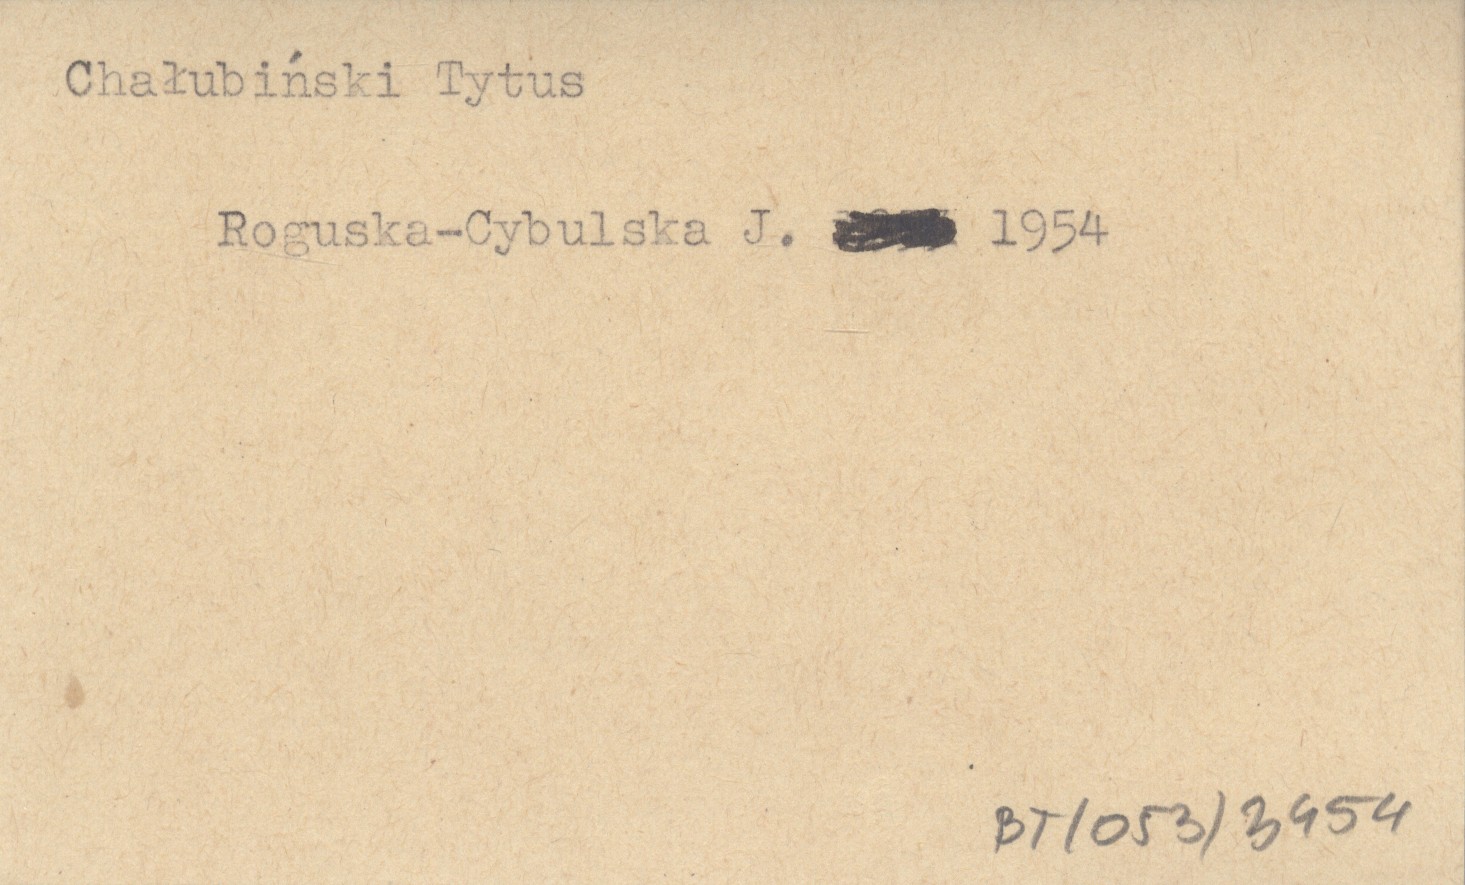 Chałubiński Tytus
Roguska-Cybulska J. 1954
BT/053/3454